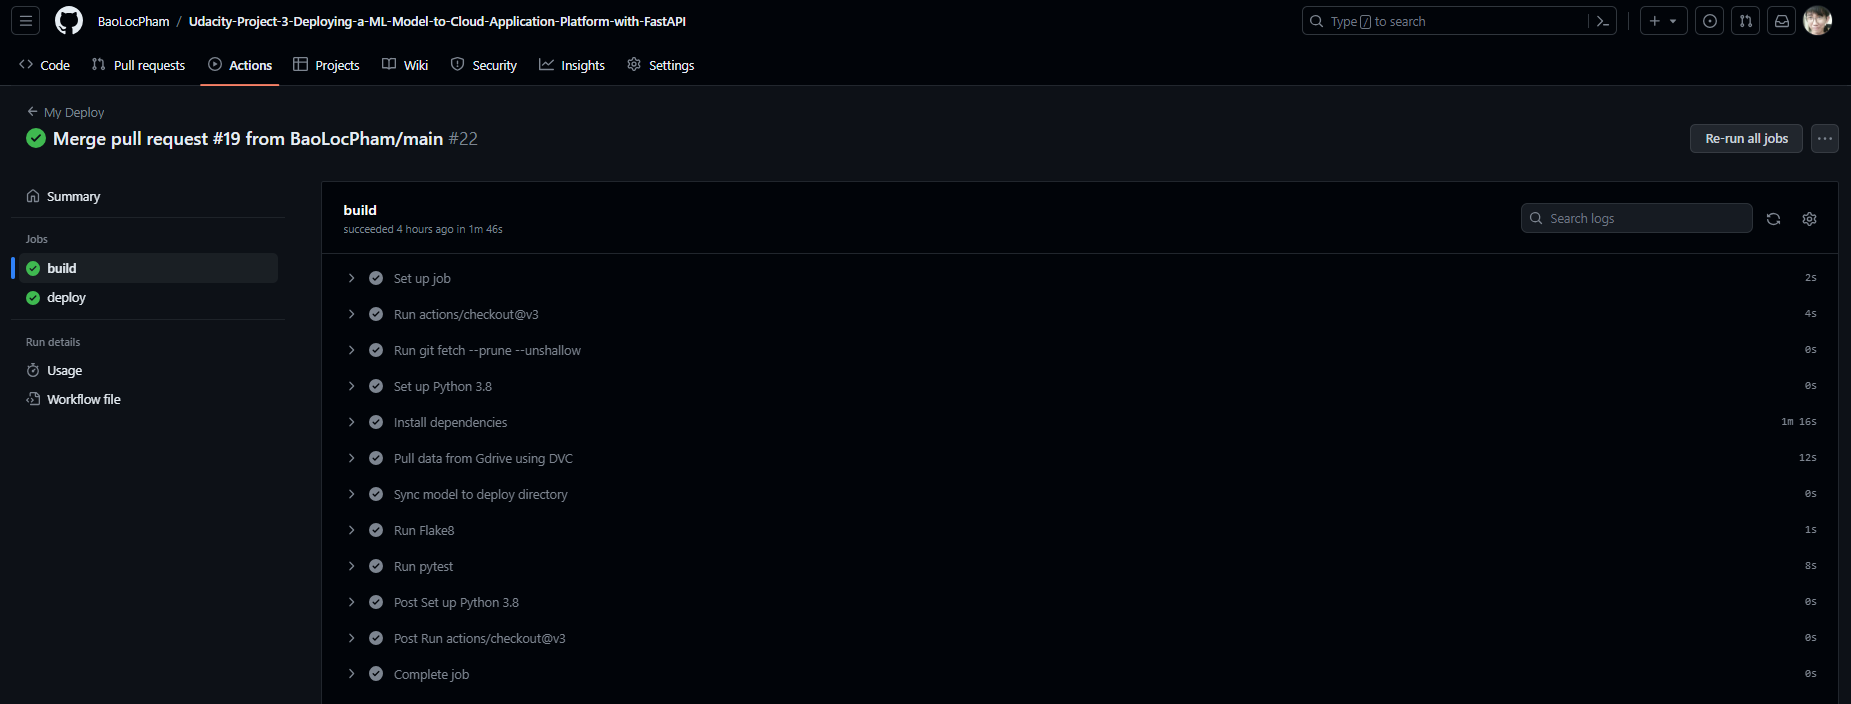 BaoLocPham / Udacity-Project-3-Deploying-a-ML-Model-to-Cloud-Application-Platform-with-FastAPI
Type / to search
Code Pull requests Actions Projects Wiki Security Insights Settings
My Deploy
Merge pull request #19 from BaoLocPham/main #22
Re-run all jobs
Summary
Jobs
build
deploy
Run details
Usage
Workflow file
build
succeeded 4 hours ago in 1m 46s
Search logs
Set up job 2s
Run actions/checkout@v3 4s
Run git fetch --prune --unshallow 0s
Set up Python 3.8 0s
Install dependencies 1m 16s
Pull data from Gdrive using DVC 12s
Sync model to deploy directory 0s
Run Flake8 1s
Run pytest 8s
Post Set up Python 3.8 0s
Post Run actions/checkout@v3 0s
Complete job 0s